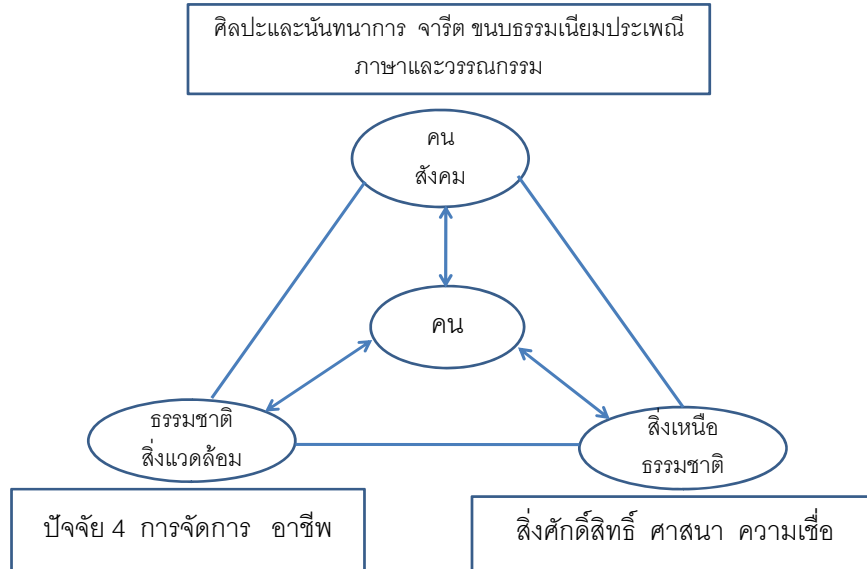 ศิลปะและนันทนาการ จารีต ขนบธรรมเนียมประเพณี
ภาษาและวรรณกรรม
คน
สังคม
คน
ธรรมชาติ
สิ่งแวดล้อม
สิ่งเหนือ
ธรรมชาติ
ปัจจัย 4 การจัดการ อาชีพ
สิ่งศักดิ์สิทธิ์ ศาสนา ความเชื่อ